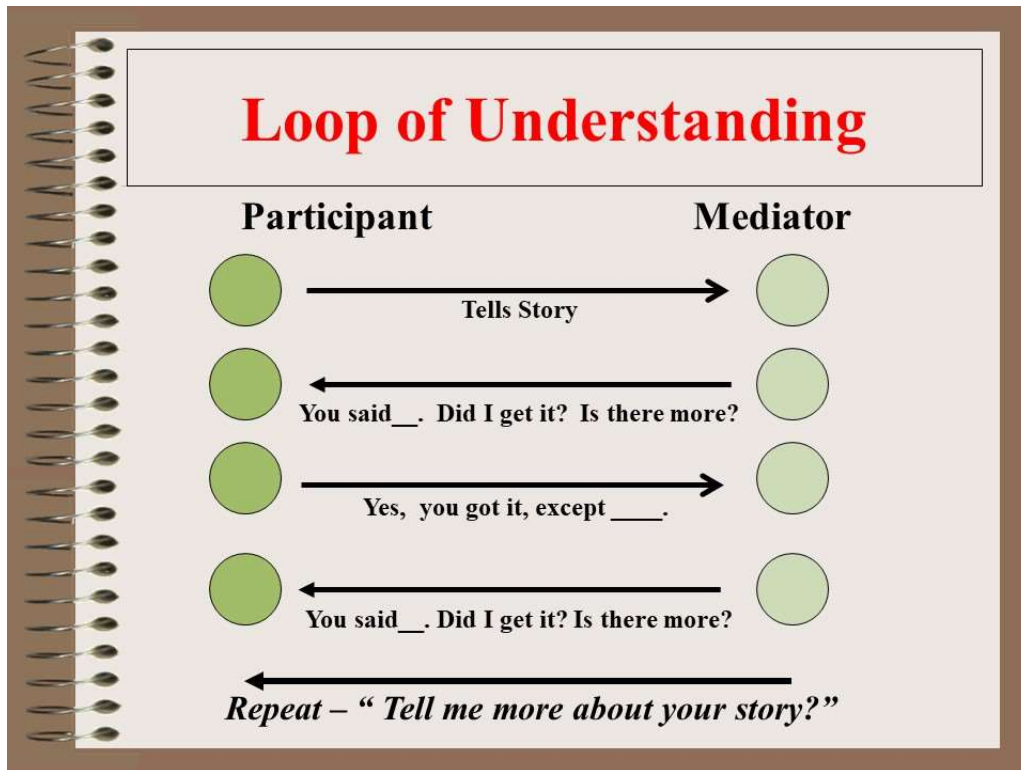 Loop of Understanding
Participant Mediator
Tells Story
You said__. Did I get it? Is there more?
Yes, you got it, except ____.
You said__. Did I get it? Is there more?
Repeat – “ Tell me more about your story?”